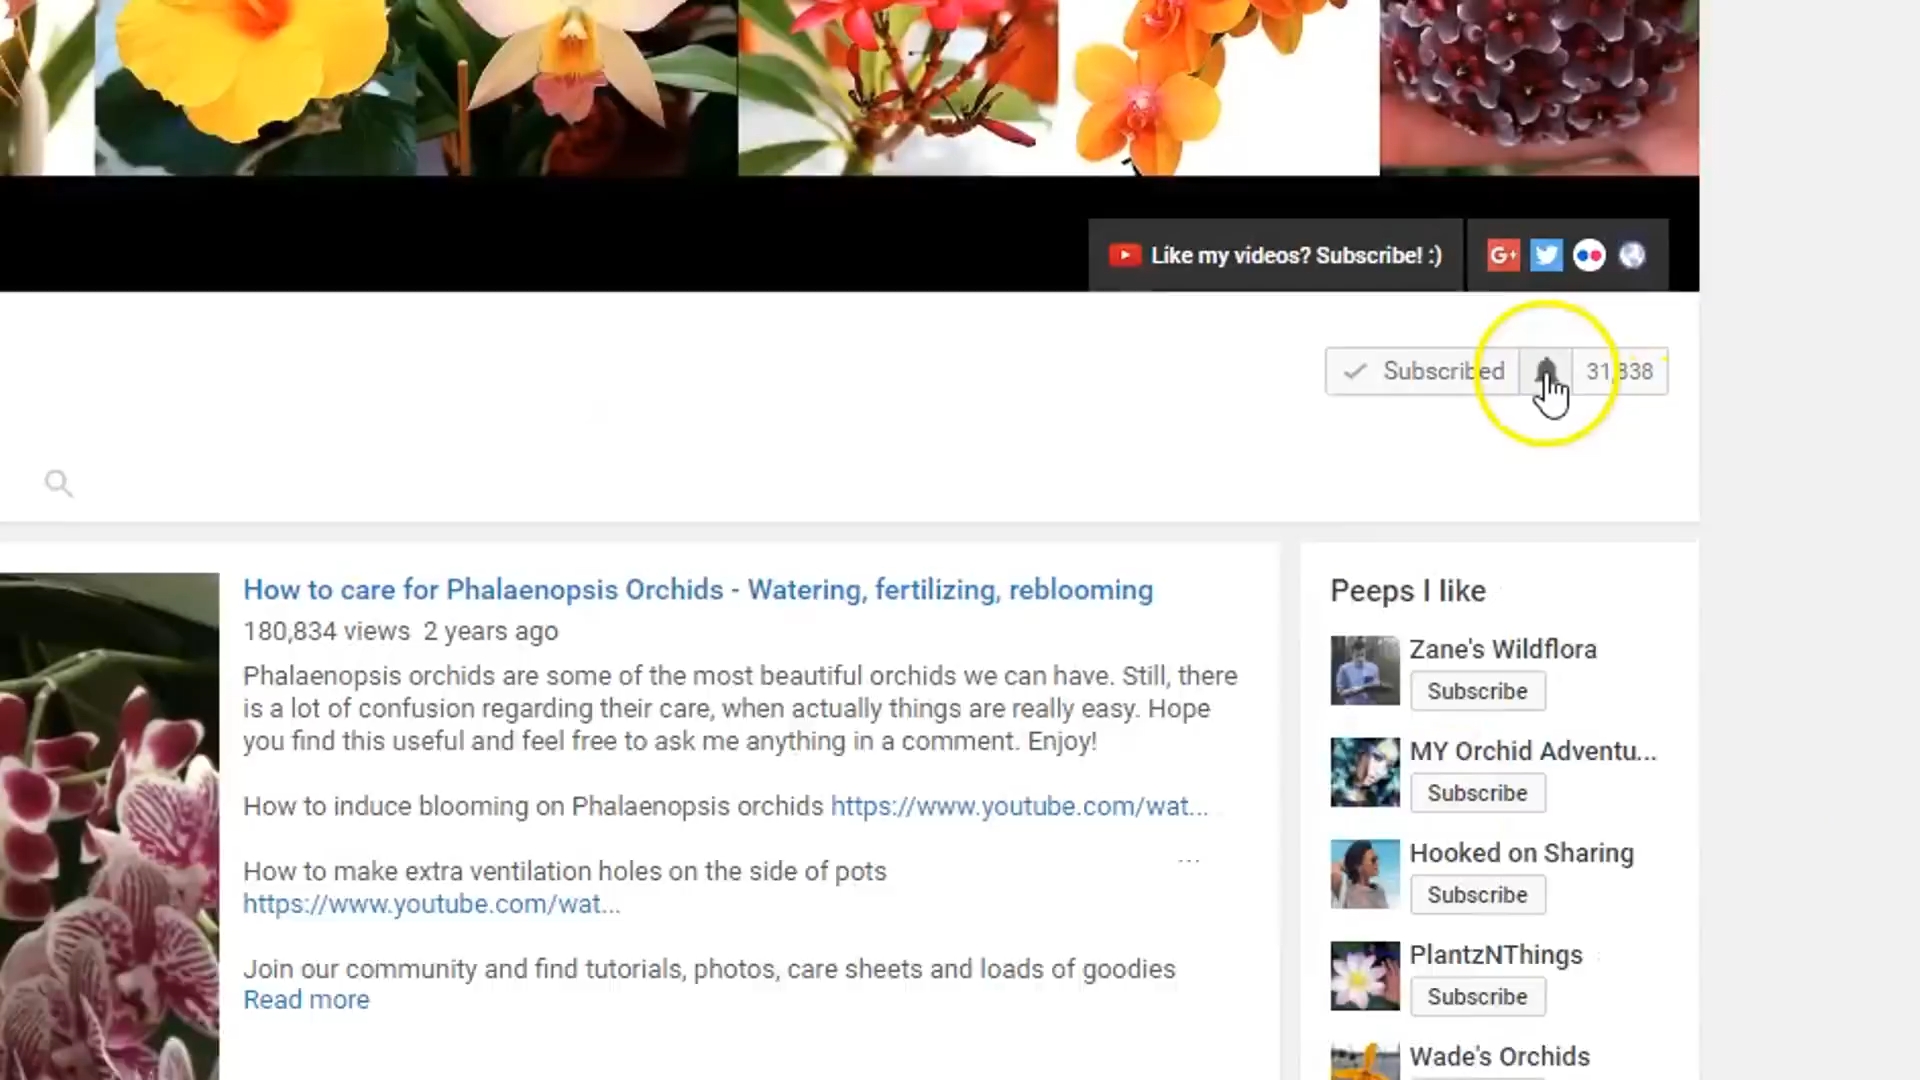 Like my videos? Subscribe! :)
G+
Subscribed 31,838
How to care for Phalaenopsis Orchids - Watering, fertilizing, reblooming
180,834 views 2 years ago
Phalaenopsis orchids are some of the most beautiful orchids we can have. Still, there
is a lot of confusion regarding their care, when actually things are really easy. Hope
you find this useful and feel free to ask me anything in a comment. Enjoy!
How to induce blooming on Phalaenopsis orchids https://www.youtube.com/wat...
How to make extra ventilation holes on the side of pots
https://www.youtube.com/wat...
...
Join our community and find tutorials, photos, care sheets and loads of goodies
Read more
Peeps I like
Zane's Wildflora
Subscribe
MY Orchid Adventu...
Subscribe
Hooked on Sharing
Subscribe
PlantzNThings
Subscribe
Wade's Orchids